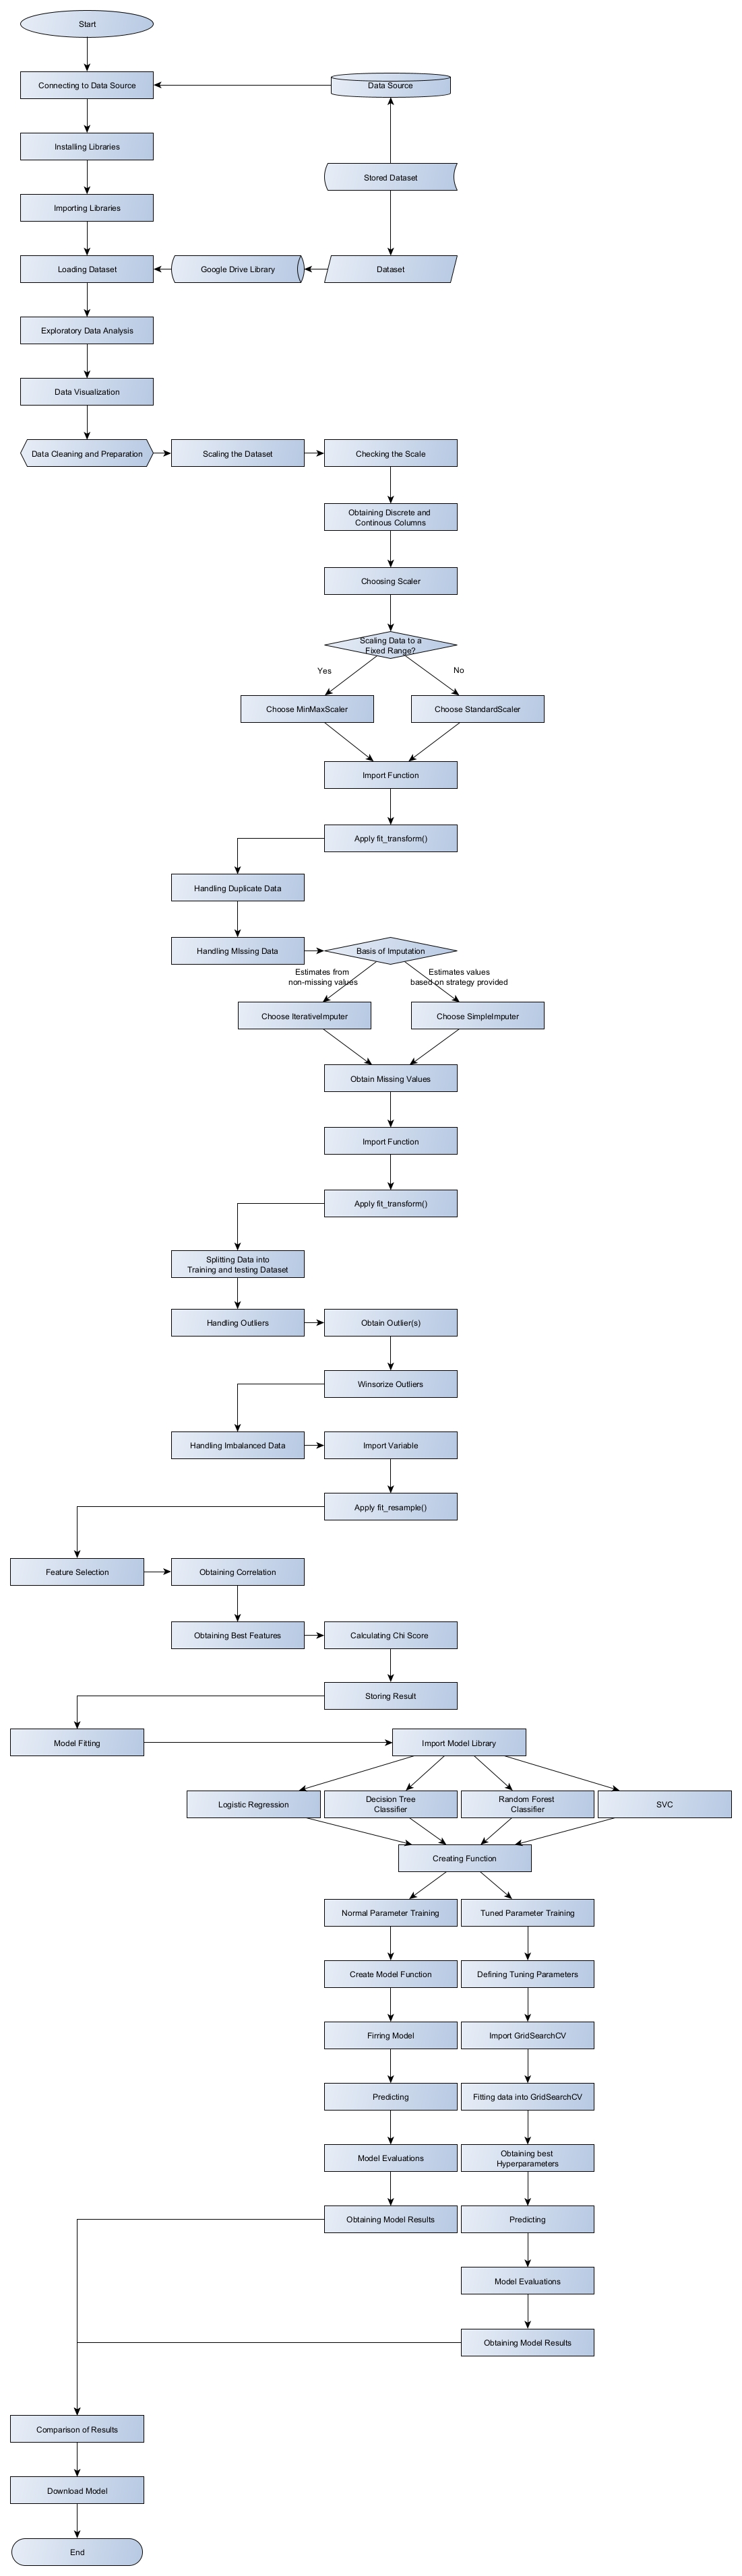 Start
Connecting to Data Source
Data Source
Installing Libraries
Stored Dataset
Importing Libraries
Loading Dataset
Google Drive Library
Dataset
Exploratory Data Analysis
Data Visualization
Data Cleaning and Preparation
Scaling the Dataset
Checking the Scale
Obtaining Discrete and
Continous Columns
Choosing Scaler
Scaling Data to a
Fixed Range?
Yes
No
Choose MinMaxScaler
Choose StandardScaler
Import Function
Apply fit_transform()
Handling Duplicate Data
Handling MIssing Data
Basis of Imputation
Estimates from
non-missing values
Estimates values
based on strategy provided
Choose IterativeImputer
Choose SimpleImputer
Obtain Missing Values
Import Function
Apply fit_transform()
Splitting Data into
Training and testing Dataset
Handling Outliers
Obtain Outlier(s)
Winsorize Outliers
Handling Imbalanced Data
Import Variable
Apply fit_resample()
Feature Selection
Obtaining Correlation
Obtaining Best Features
Calculating Chi Score
Storing Result
Model Fitting
Import Model Library
Logistic Regression
Decision Tree
Classifier
Random Forest
Classifier
SVC
Creating Function
Normal Parameter Training
Tuned Parameter Training
Create Model Function
Defining Tuning Parameters
Firring Model
Import GridSearchCV
Predicting
Fitting data into GridSearchCV
Model Evaluations
Obtaining best
Hyperparameters
Obtaining Model Results
Predicting
Model Evaluations
Obtaining Model Results
Comparison of Results
Download Model
End